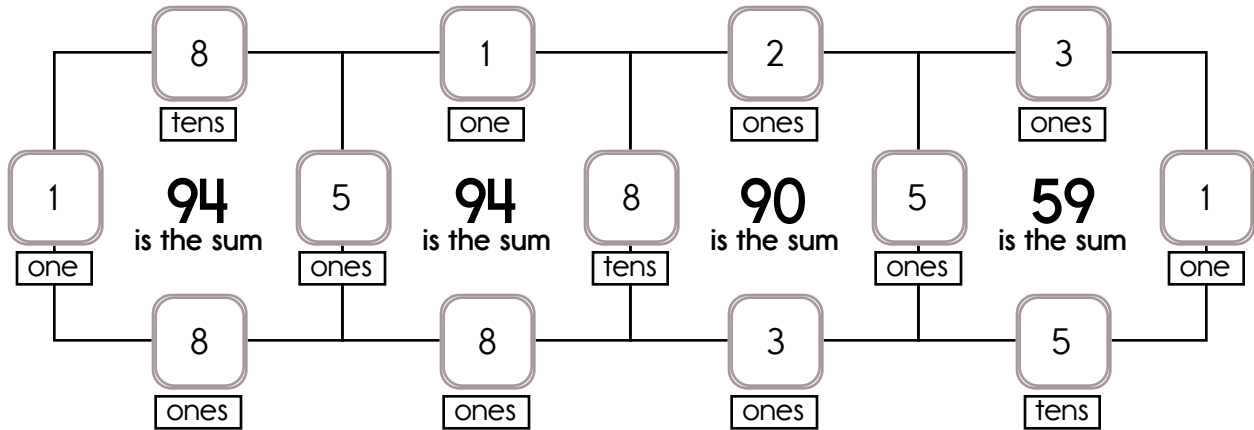 8 1 2 3
tens one ones ones
1 94 5 94 8 90 5 59 1
is the sum is the sum is the sum is the sum
one ones tens ones one
8 8 3 5
ones ones ones tens